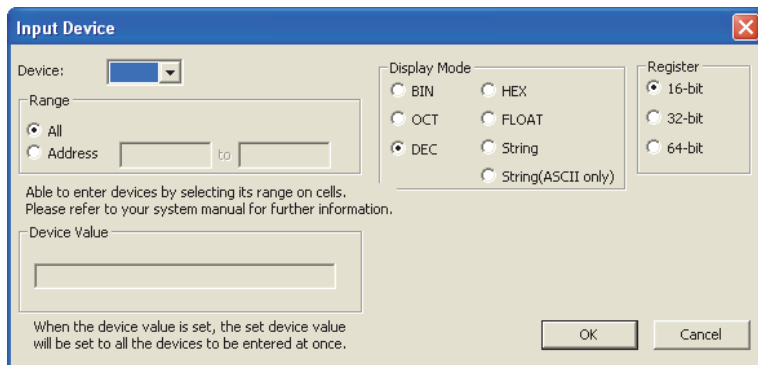 Input Device
Device:
Range
All
Address
to
Able to enter devices by selecting its range on cells.
Please refer to your system manual for further information.
Device Value
When the device value is set, the set device value
will be set to all the devices to be entered at once.
Display Mode
BIN
HEX
OCT
FLOAT
DEC
String
String(ASCII only)
Register
16-bit
32-bit
64-bit
OK
Cancel